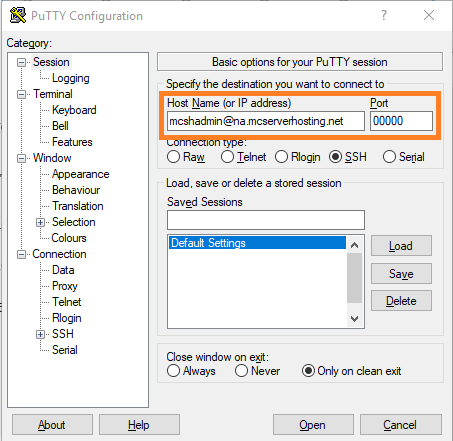 PuTTY Configuration
Category:
Session
Logging
Terminal
Keyboard
Bell
Features
Window
Appearance
Behaviour
Translation
Selection
Colours
Connection
Data
Proxy
Telnet
Rlogin
SSH
Serial
Basic options for your PuTTY session
Specify the destination you want to connect to
Host Name (or IP address) Port
mcshadmin@na.mcserverhosting.net 00000
Connection type:
Raw Telnet Rlogin SSH Serial
Load, save or delete a stored session
Saved Sessions
Default Settings
Load
Save
Delete
Close window on exit:
Always Never Only on clean exit
About Help Open Cancel